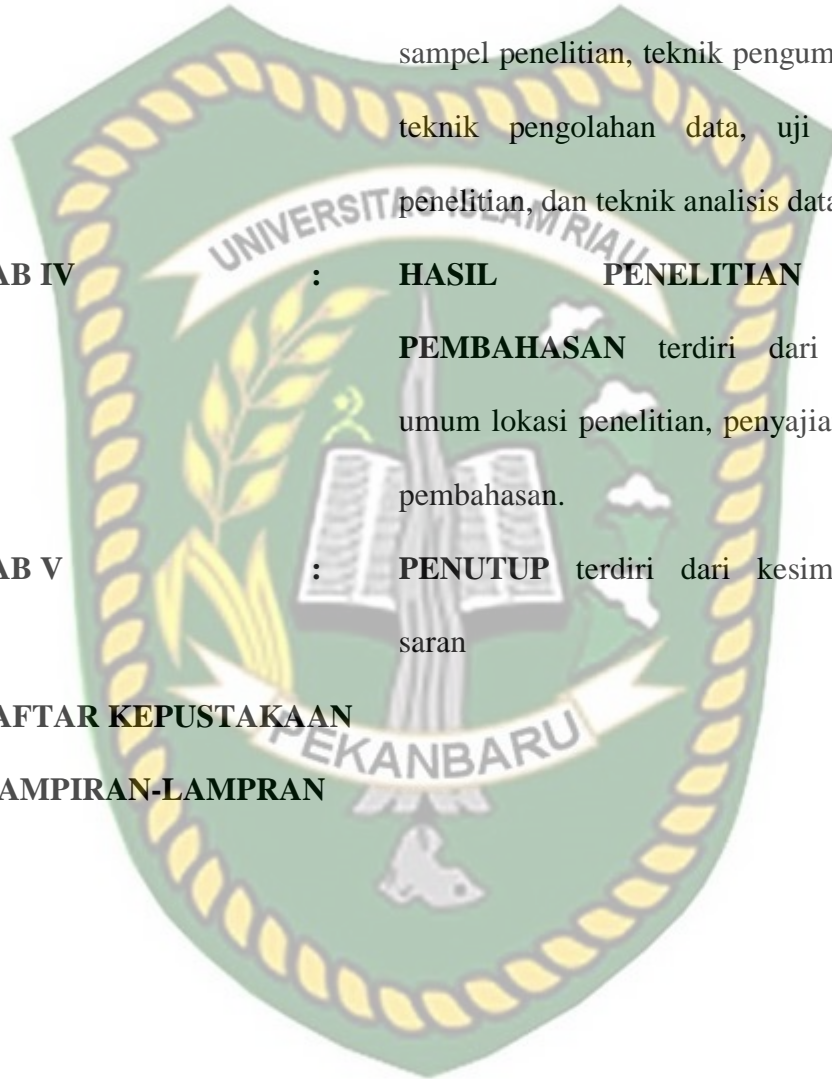 sampel penelitian, teknik pengum
teknik pengolahan data, uji
penelitian, dan teknik analisis data
UNIVERSITAS ISLAM RIAU
AB IV : HASIL PENELITIAN
PEMBAHASAN terdiri dari
umum lokasi penelitian, penyajia
pembahasan.
AB V : PENUTUP terdiri dari kesim
saran
AFTAR KEPUSTAKAAN
PEKANBARU
AMPIRAN-LAMPRAN